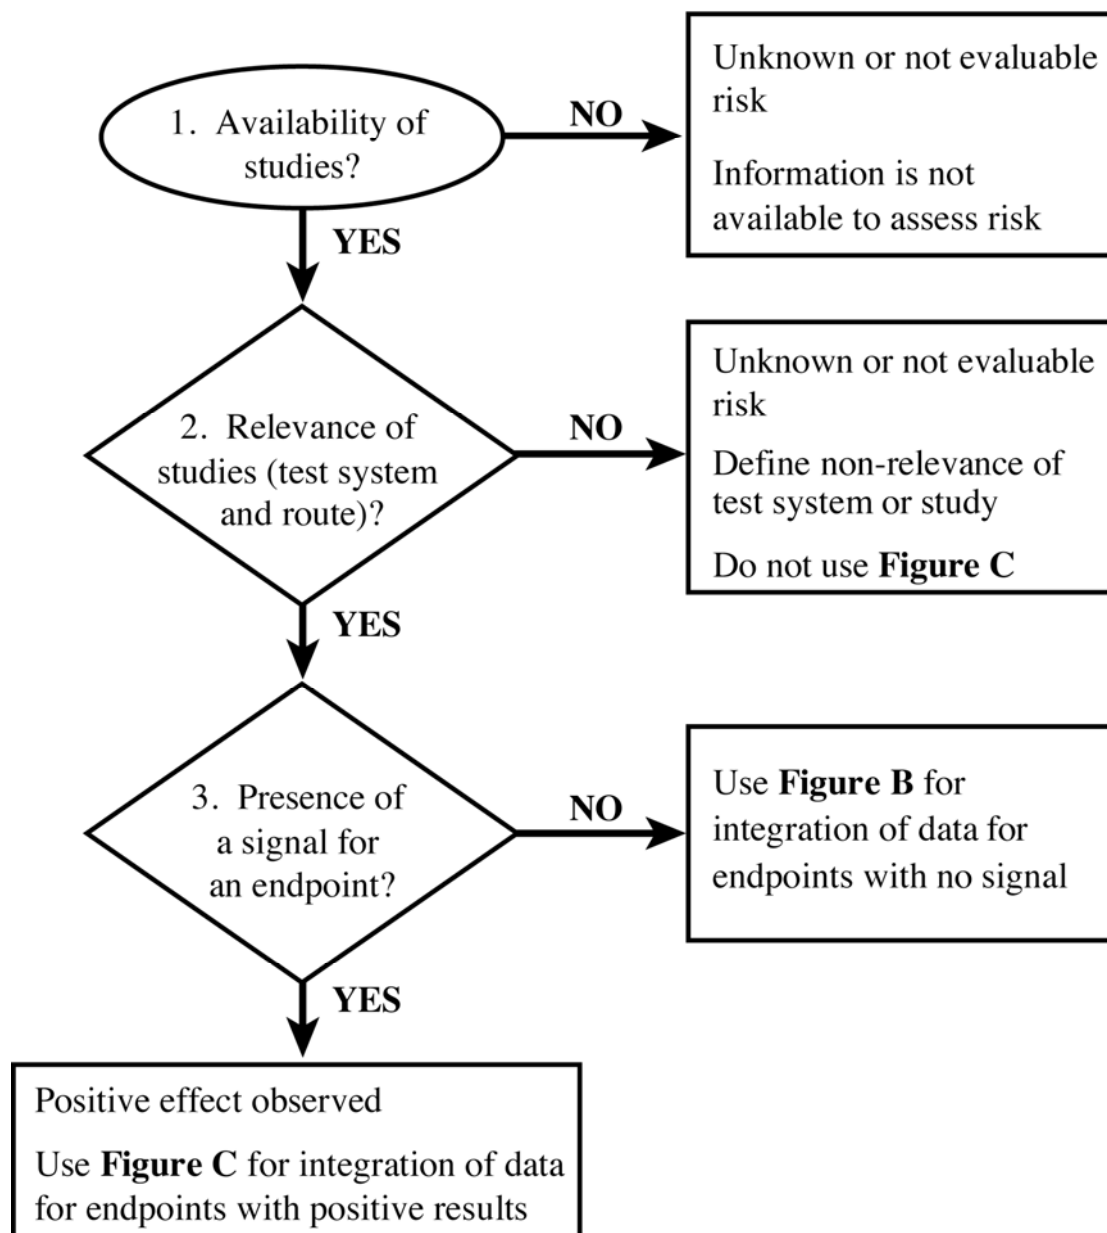 1. Availability of
studies?
NO
Unknown or not evaluable
risk
Information is not
available to assess risk
YES
2. Relevance of
studies (test system
and route)?
NO
Unknown or not evaluable
risk
Define non-relevance of
test system or study
Do not use Figure C
YES
3. Presence of
a signal for
an endpoint?
NO
Use Figure B for
integration of data for
endpoints with no signal
YES
Positive effect observed
Use Figure C for integration of data
for endpoints with positive results